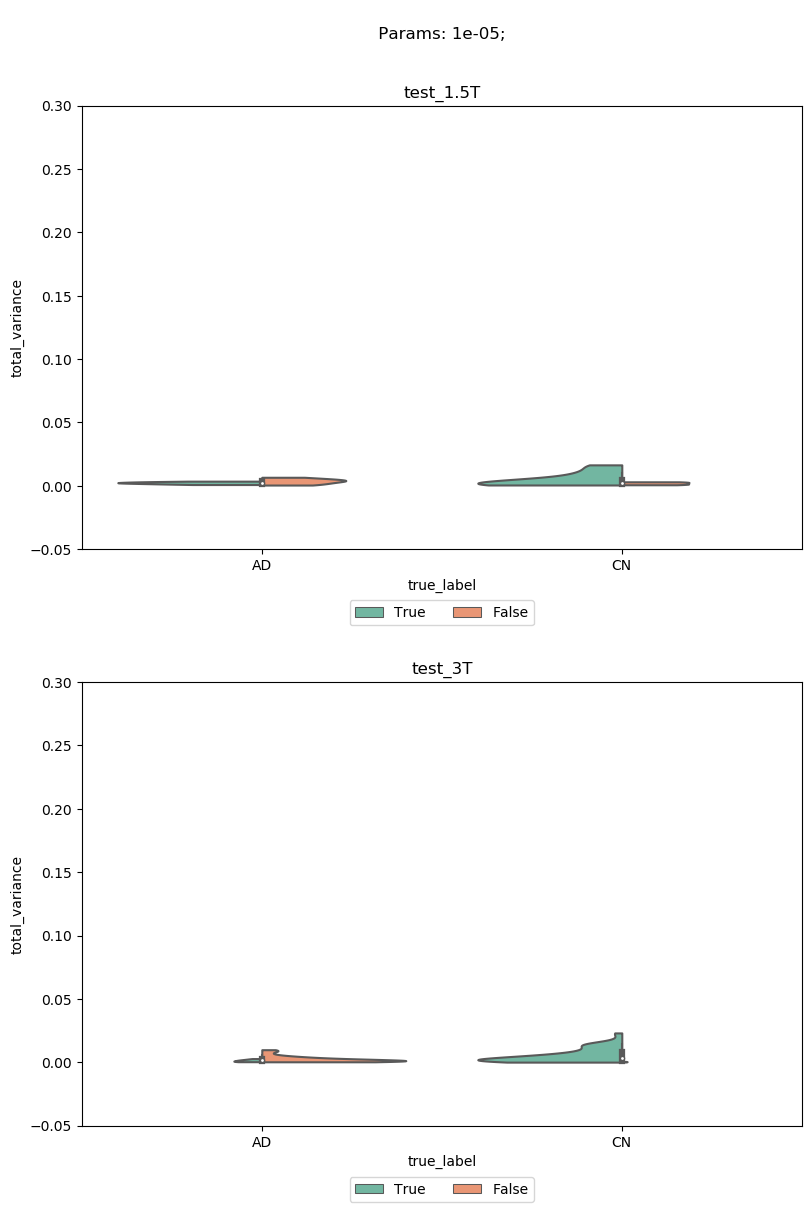 Params: 1e-05;
test_1.5T
0.30
0.25
0.20
0.15
0.10
0.05
0.00
−0.05
total_variance
AD CN
true_label
True False
test_3T
0.30
0.25
0.20
0.15
0.10
0.05
0.00
−0.05
total_variance
AD CN
true_label
True False